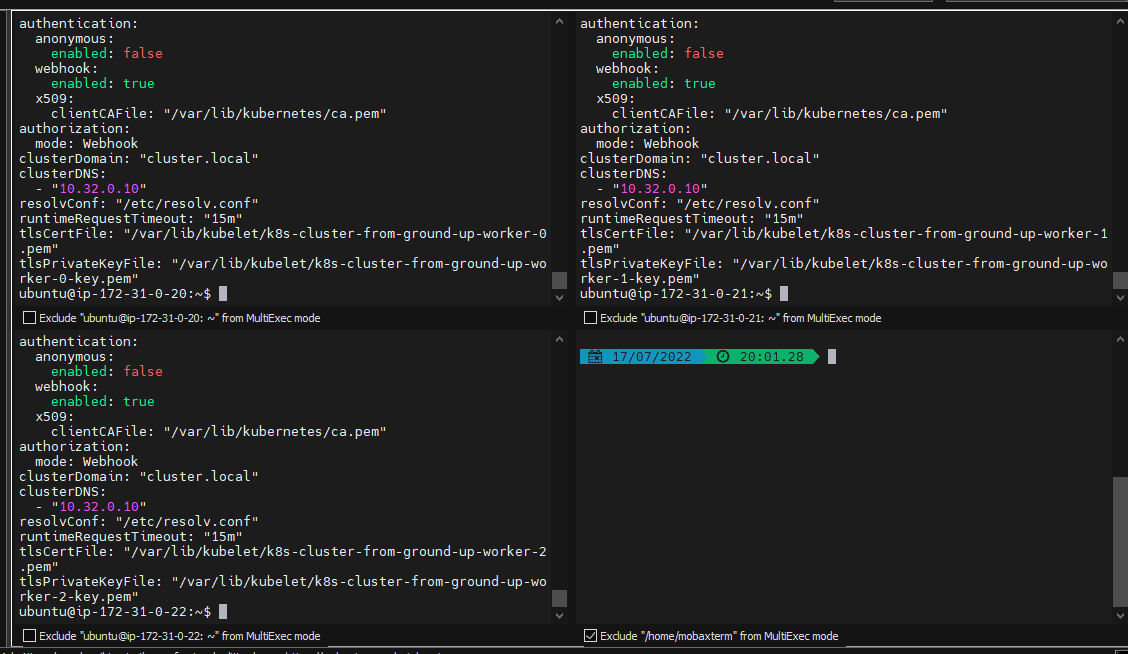 authentication:
anonymous:
enabled: false
webhook:
enabled: true
x509:
clientCAFile: "/var/lib/kubernetes/ca.pem"
authorization:
mode: Webhook
clusterDomain: "cluster.local"
clusterDNS:
- "10.32.0.10"
resolvConf: "/etc/resolv.conf"
runtimeRequestTimeout: "15m"
tlsCertFile: "/var/lib/kubelet/k8s-cluster-from-ground-up-worker-0
.pem"
tlsPrivateKeyFile: "/var/lib/kubelet/k8s-cluster-from-ground-up-wo
rker-0-key.pem"
ubuntu@ip-172-31-0-20:~$
Exclude "ubuntu@ip-172-31-0-20: ~" from MultiExec mode
authentication:
anonymous:
enabled: false
webhook:
enabled: true
x509:
clientCAFile: "/var/lib/kubernetes/ca.pem"
authorization:
mode: Webhook
clusterDomain: "cluster.local"
clusterDNS:
- "10.32.0.10"
resolvConf: "/etc/resolv.conf"
runtimeRequestTimeout: "15m"
tlsCertFile: "/var/lib/kubelet/k8s-cluster-from-ground-up-worker-1
.pem"
tlsPrivateKeyFile: "/var/lib/kubelet/k8s-cluster-from-ground-up-wo
rker-1-key.pem"
ubuntu@ip-172-31-0-21:~$
Exclude "ubuntu@ip-172-31-0-21: ~" from MultiExec mode
authentication:
anonymous:
enabled: false
webhook:
enabled: true
x509:
clientCAFile: "/var/lib/kubernetes/ca.pem"
authorization:
mode: Webhook
clusterDomain: "cluster.local"
clusterDNS:
- "10.32.0.10"
resolvConf: "/etc/resolv.conf"
runtimeRequestTimeout: "15m"
tlsCertFile: "/var/lib/kubelet/k8s-cluster-from-ground-up-worker-2
.pem"
tlsPrivateKeyFile: "/var/lib/kubelet/k8s-cluster-from-ground-up-wo
rker-2-key.pem"
ubuntu@ip-172-31-0-22:~$
Exclude "ubuntu@ip-172-31-0-22: ~" from MultiExec mode
17/07/2022 20:01.28
Exclude "/home/mobaxterm" from MultiExec mode